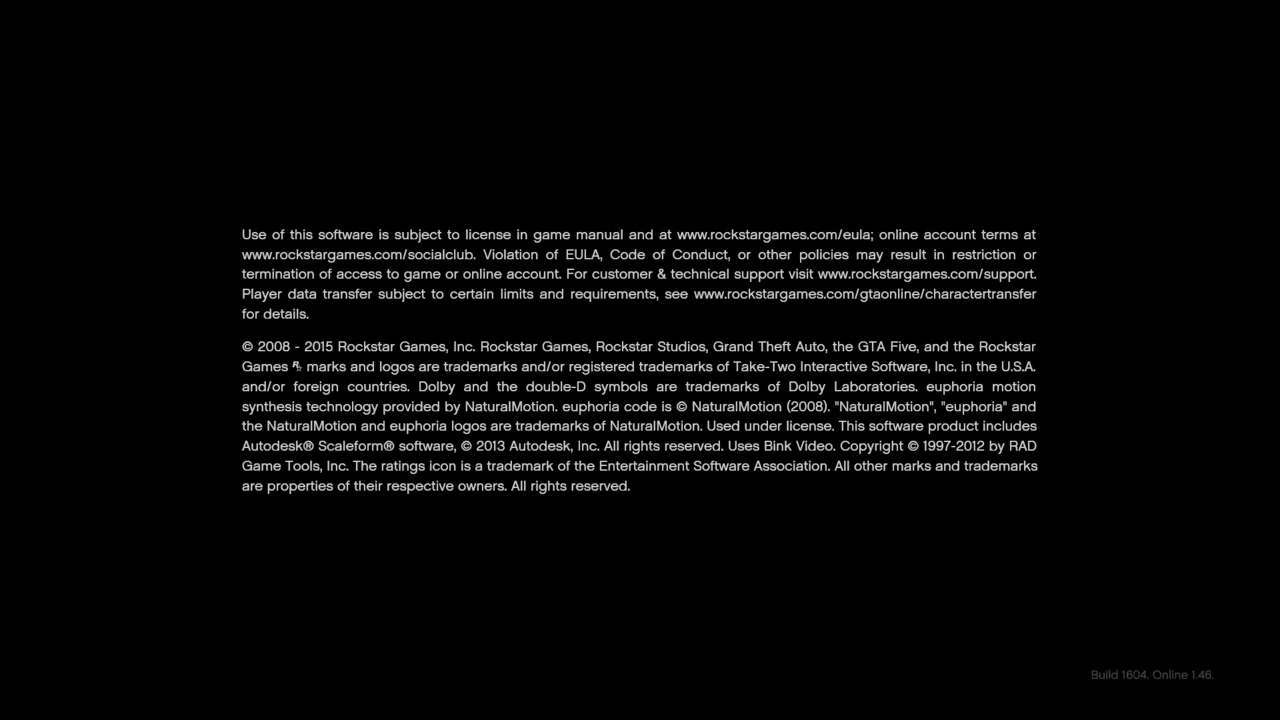 Use of this software is subject to license in game manual and at www.rockstargames.com/eula; online account terms at
www.rockstargames.com/socialclub. Violation of EULA, Code of Conduct, or other policies may result in restriction or
termination of access to game or online account. For customer & technical support visit www.rockstargames.com/support.
Player data transfer subject to certain limits and requirements, see www.rockstargames.com/gtaonline/charactertransfer
for details.
© 2008 - 2015 Rockstar Games, Inc. Rockstar Games, Rockstar Studios, Grand Theft Auto, the GTA Five, and the Rockstar
Games R* marks and logos are trademarks and/or registered trademarks of Take-Two Interactive Software, Inc. in the U.S.A.
and/or foreign countries. Dolby and the double-D symbols are trademarks of Dolby Laboratories. euphoria motion
synthesis technology provided by NaturalMotion. euphoria code is © NaturalMotion (2008). "NaturalMotion", "euphoria" and
the NaturalMotion and euphoria logos are trademarks of NaturalMotion. Used under license. This software product includes
Autodesk® Scaleform® software, © 2013 Autodesk, Inc. All rights reserved. Uses Bink Video. Copyright © 1997-2012 by RAD
Game Tools, Inc. The ratings icon is a trademark of the Entertainment Software Association. All other marks and trademarks
are properties of their respective owners. All rights reserved.
Build 1604. Online 1.46.